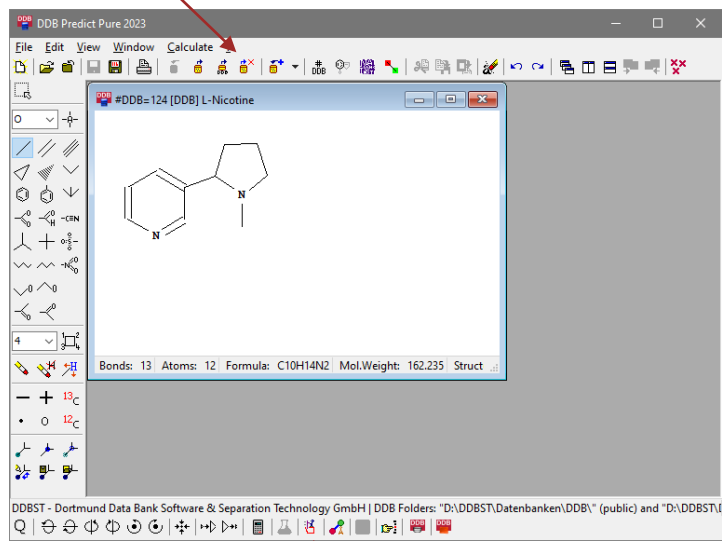 DDB Predict Pure 2023
File Edit View Window Calculate
DDB
#DDB=124 [DDB] L-Nicotine
O
N
N
4
Bonds: 13 Atoms: 12 Formula: C10H14N2 Mol.Weight: 162.235 Struct
13C
12C
DDBST - Dortmund Data Bank Software & Separation Technology GmbH | DDB Folders: "D:\DDBST\Datenbanken\DDB\" (public) and "D:\DDBST\